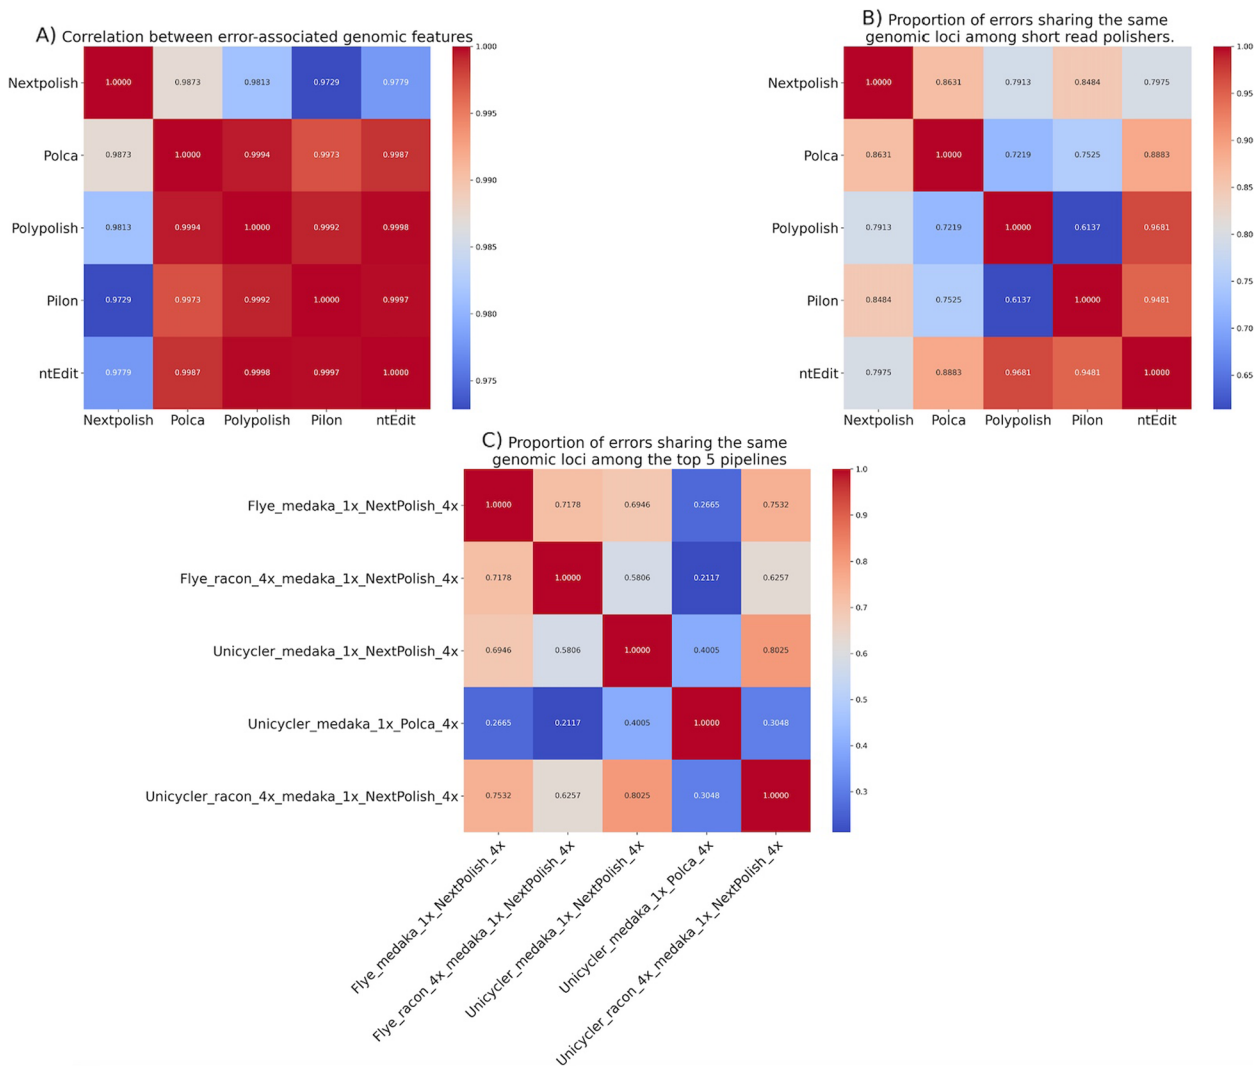 A) Correlation between error-associated genomic features
Nextpolish 1.0000 0.9873 0.9813 0.9729 0.9779
Polca 0.9873 1.0000 0.9994 0.9973 0.9987
Polypolish 0.9813 0.9994 1.0000 0.9992 0.9998
Pilon 0.9729 0.9973 0.9992 1.0000 0.9997
ntEdit 0.9779 0.9987 0.9998 0.9997 1.0000
Nextpolish Polca Polypolish Pilon ntEdit
1.000
0.995
0.990
0.985
0.980
0.975
B) Proportion of errors sharing the same
genomic loci among short read polishers.
Nextpolish 1.0000 0.8631 0.7913 0.8484 0.7975
Polca 0.8631 1.0000 0.7219 0.7525 0.8883
Polypolish 0.7913 0.7219 1.0000 0.6137 0.9681
Pilon 0.8484 0.7525 0.6137 1.0000 0.9481
ntEdit 0.7975 0.8883 0.9681 0.9481 1.0000
Nextpolish Polca Polypolish Pilon ntEdit
1.00
0.95
0.90
0.85
0.80
0.75
0.70
0.65
C) Proportion of errors sharing the same
genomic loci among the top 5 pipelines
Flye_medaka_1x_NextPolish_4x 1.0000 0.7178 0.6946 0.2665 0.7532
Flye_racon_4x_medaka_1x_NextPolish_4x 0.7178 1.0000 0.5806 0.2117 0.6257
Unicycler_medaka_1x_NextPolish_4x 0.6946 0.5806 1.0000 0.4005 0.8025
Unicycler_medaka_1x_Polca_4x 0.2665 0.2117 0.4005 1.0000 0.3048
Unicycler_racon_4x_medaka_1x_NextPolish_4x 0.7532 0.6257 0.8025 0.3048 1.0000
Flye_medaka_1x_NextPolish_4x
Flye_racon_4x_medaka_1x_NextPolish_4x
Unicycler_medaka_1x_NextPolish_4x
Unicycler_medaka_1x_Polca_4x
Unicycler_racon_4x_medaka_1x_NextPolish_4x
1.0
0.9
0.8
0.7
0.6
0.5
0.4
0.3